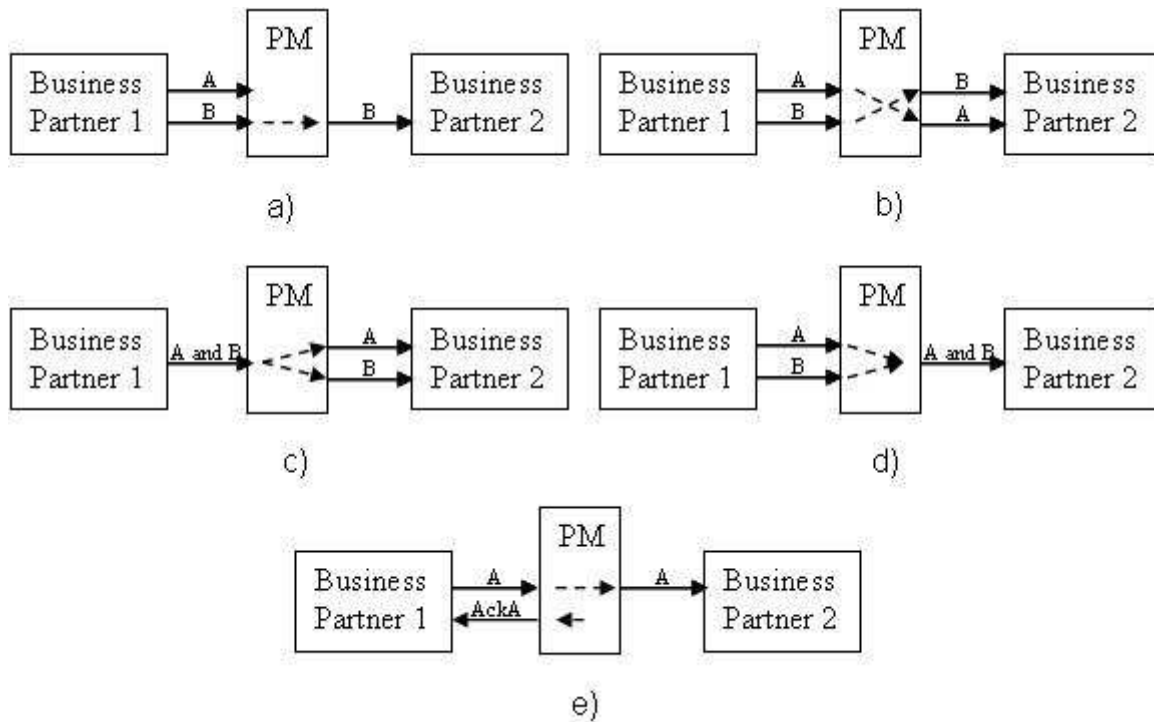 PM
Business
Partner 1
A
B
B
Business
Partner 2
a)
PM
Business
Partner 1
A
B
B
A
Business
Partner 2
b)
PM
Business
Partner 1
A and B
A
B
Business
Partner 2
c)
PM
Business
Partner 1
A
B
A and B
Business
Partner 2
d)
PM
Business
Partner 1
A
AckA
A
Business
Partner 2
e)